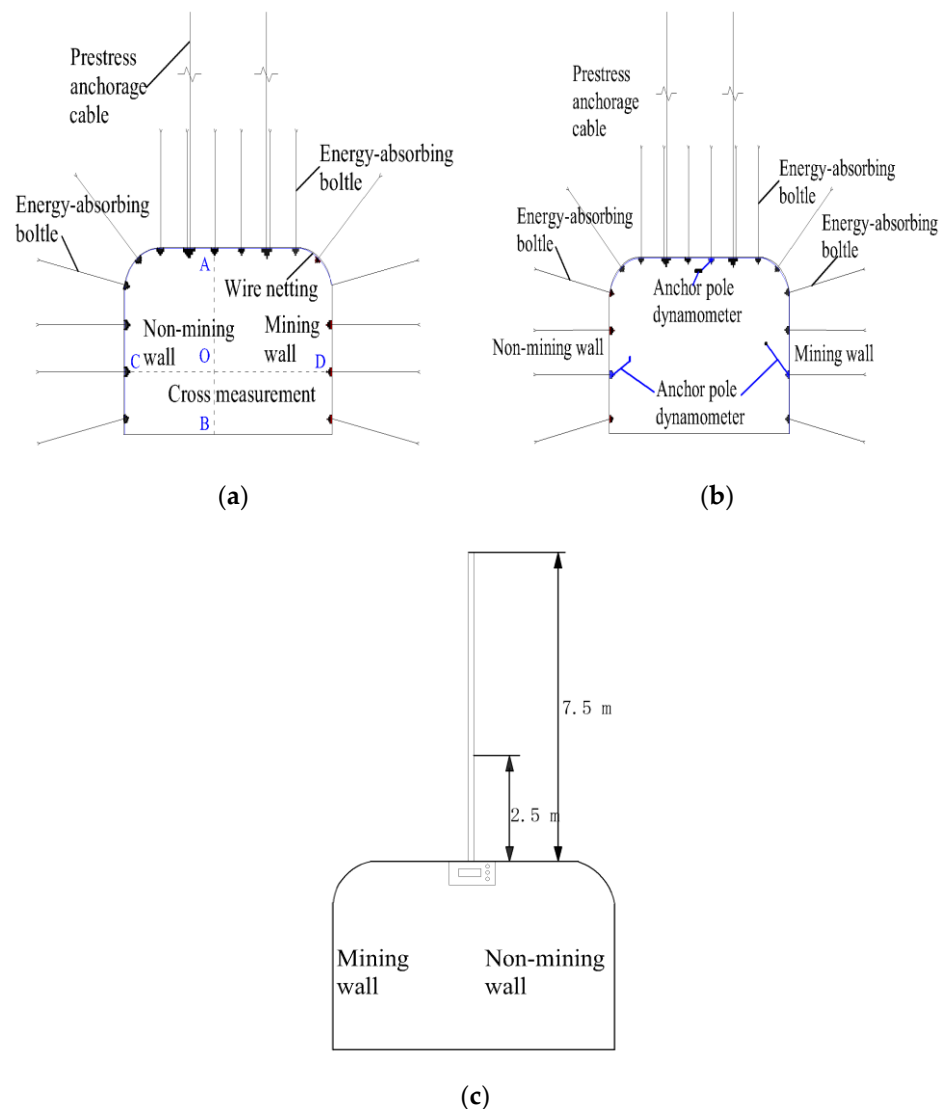 Prestress
anchorage
cable
Energy-absorbing
boltle
Energy-absorbing
boltle
A
Wire netting
Non-mining
wall
Mining
wall
C
O
D
Cross measurement
B
(a)
Prestress
anchorage
cable
Energy-absorbing
boltle
Energy-absorbing
boltle
Energy-absorbing
boltle
Anchor pole
dynamometer
Non-mining wall
Mining wall
Anchor pole
dynamometer
(b)
7.5 m
2.5 m
Mining
wall
Non-mining
wall
(c)